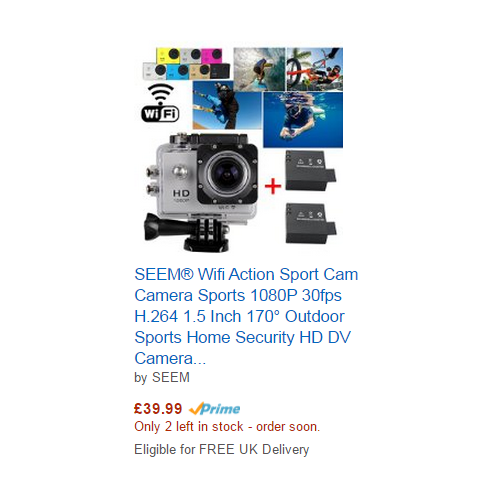 WiFi
HD
1080P
SEEM® Wifi Action Sport Cam
Camera Sports 1080P 30fps
H.264 1.5 Inch 170° Outdoor
Sports Home Security HD DV
Camera...
by SEEM
£39.99 Prime
Only 2 left in stock - order soon.
Eligible for FREE UK Delivery